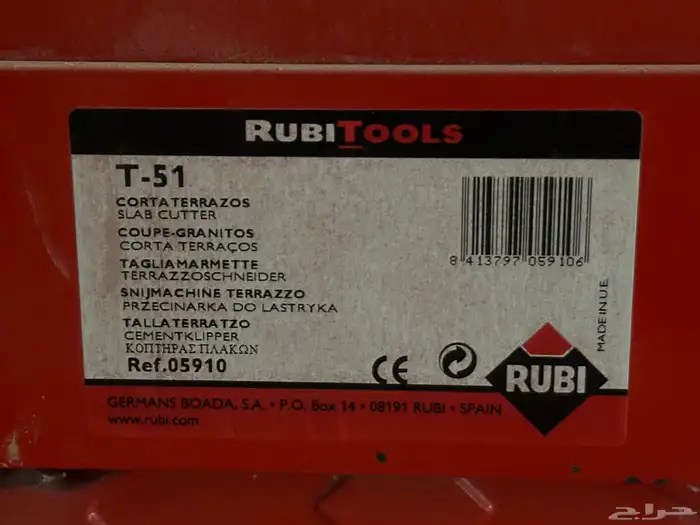 RUBITOOLS
T-51
CORTATERRAZOS
SLAB CUTTER
COUPE-GRANITOS
CORTA TERRAÇOS
TAGLIAMARMETTE
TERRAZZOSCHNEIDER
SNIJMACHINE TERRAZZO
PRZECINARKA DO LASTRYKA
TALLATERRATZO
CEMENTKLIPPER
ΚΟΠΤΗΡΑΣ ΠΛΑΚΩΝ
Ref.05910
8 413797 059106
MADE IN U.E.
CE
RUBI
GERMANS BOADA, S.A. • P.O. Box 14 • 08191 RUBI • SPAIN
www.rubi.com
حراج